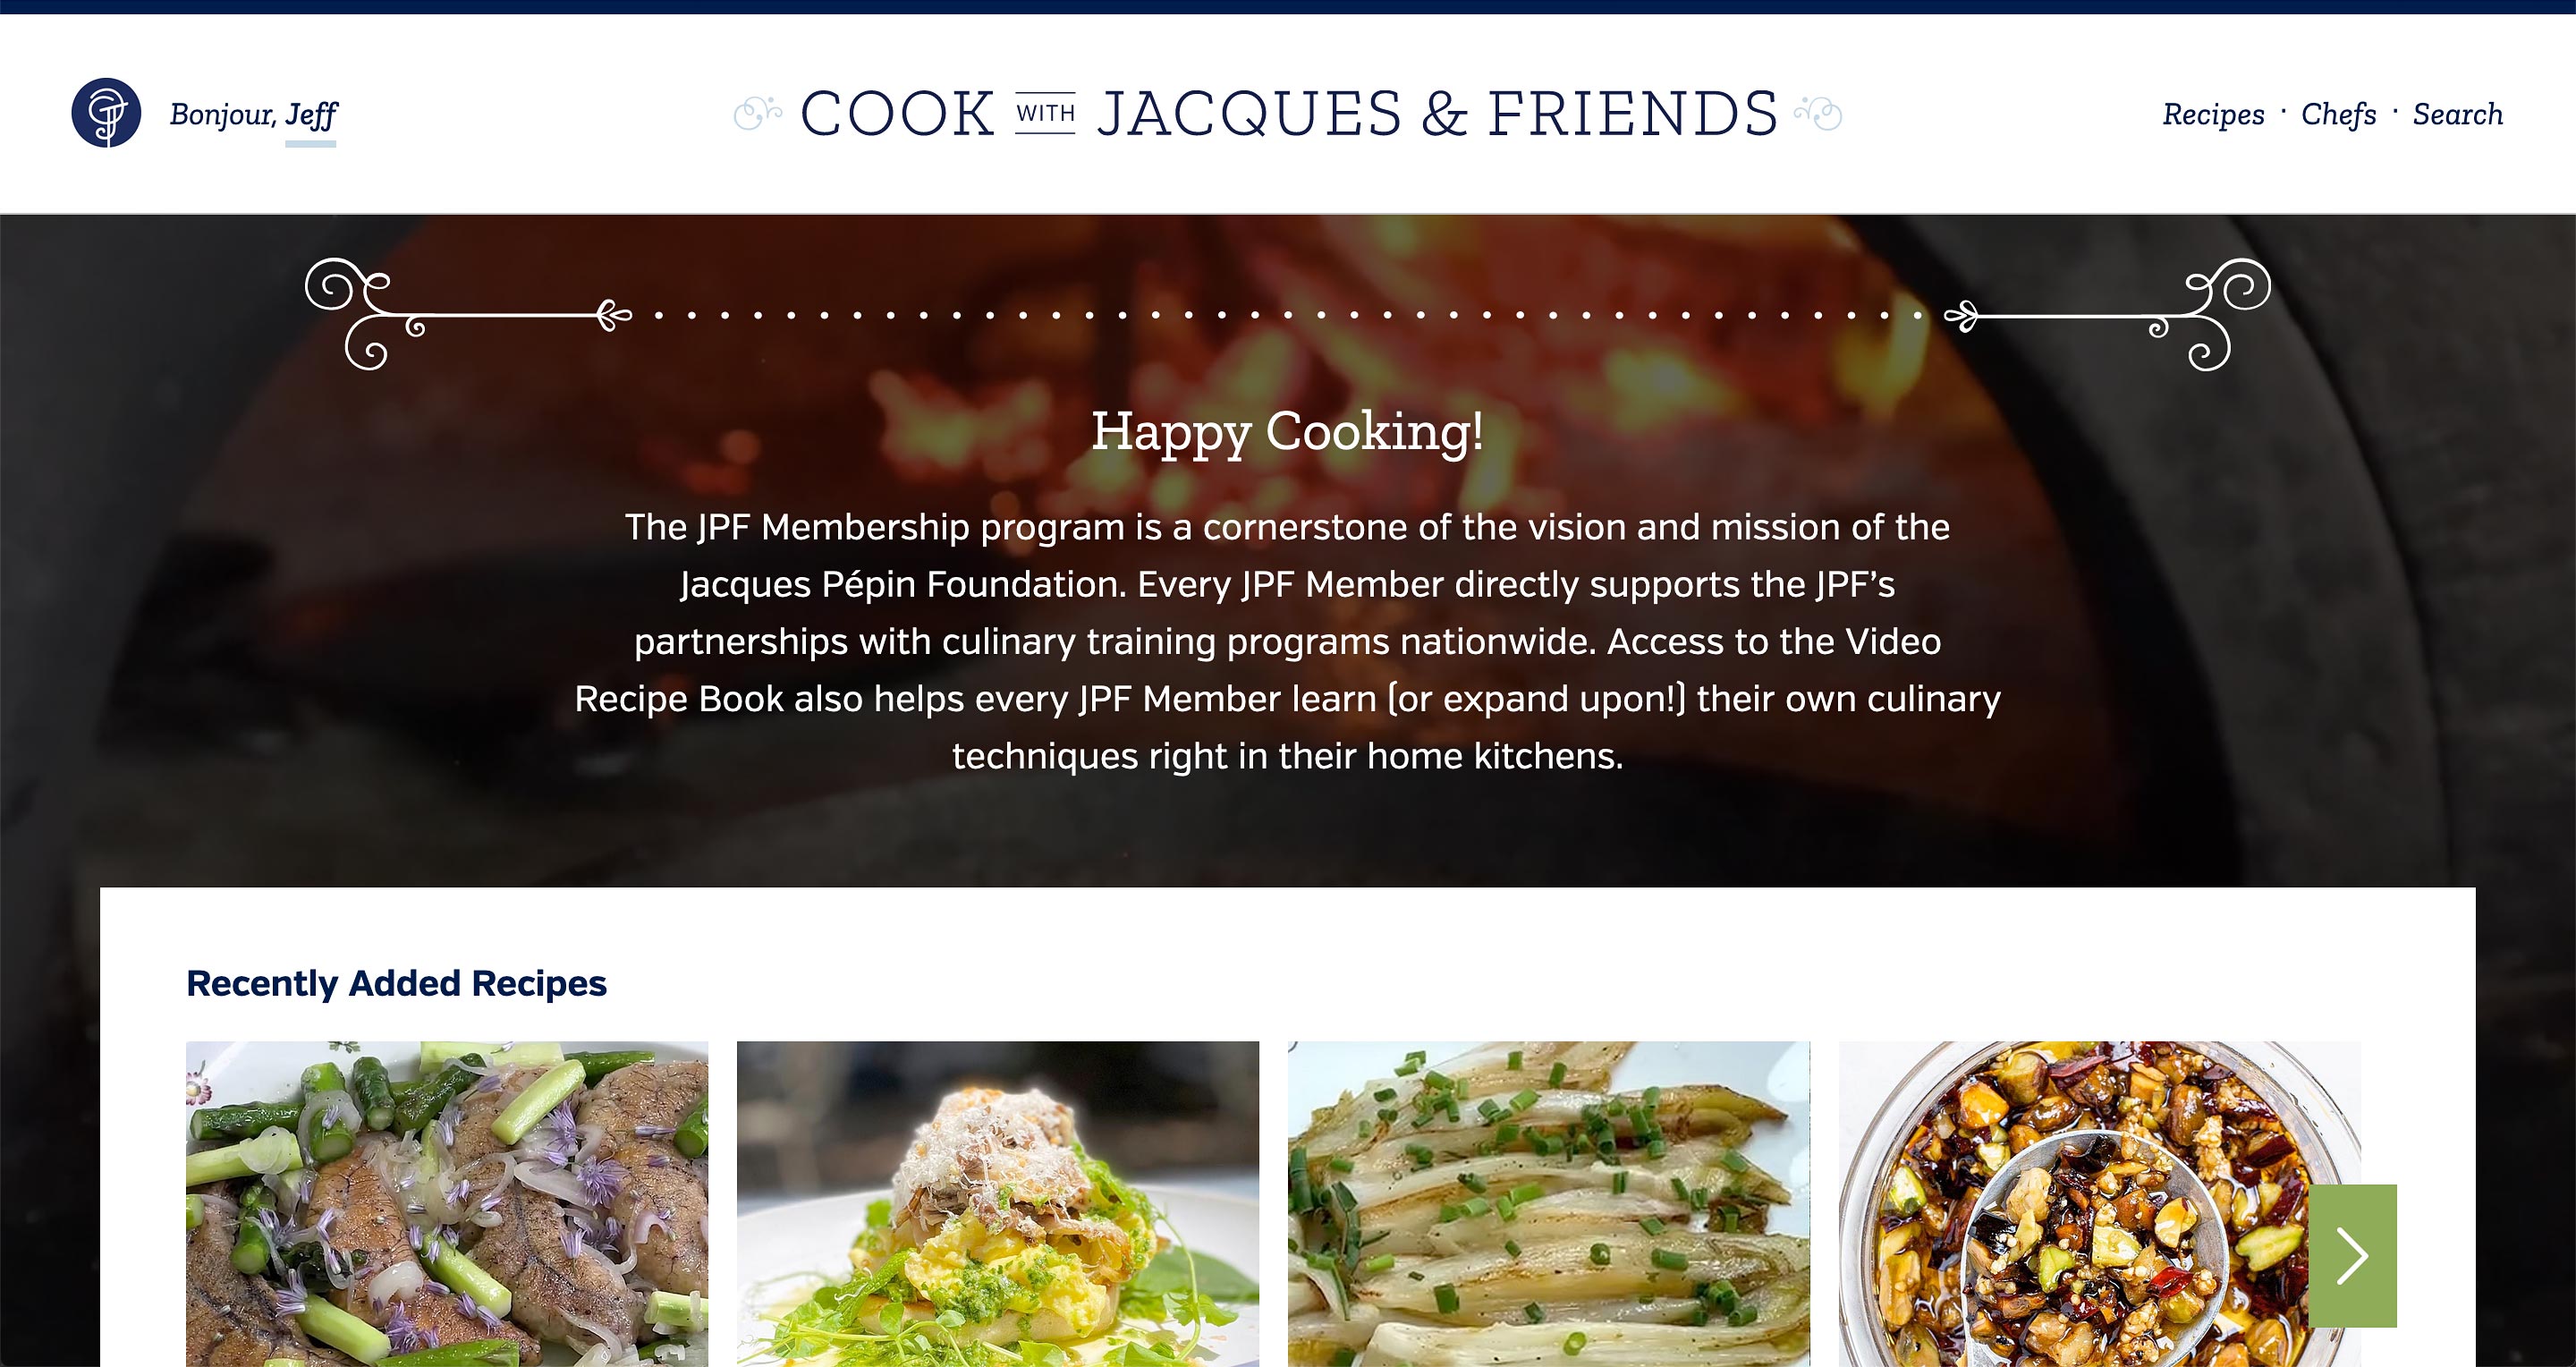 Bonjour, Jeff
COOK WITH JACQUES & FRIENDS
Recipes · Chefs · Search
Happy Cooking!
The JPF Membership program is a cornerstone of the vision and mission of the
Jacques Pépin Foundation. Every JPF Member directly supports the JPF’s
partnerships with culinary training programs nationwide. Access to the Video
Recipe Book also helps every JPF Member learn (or expand upon!) their own culinary
techniques right in their home kitchens.
Recently Added Recipes